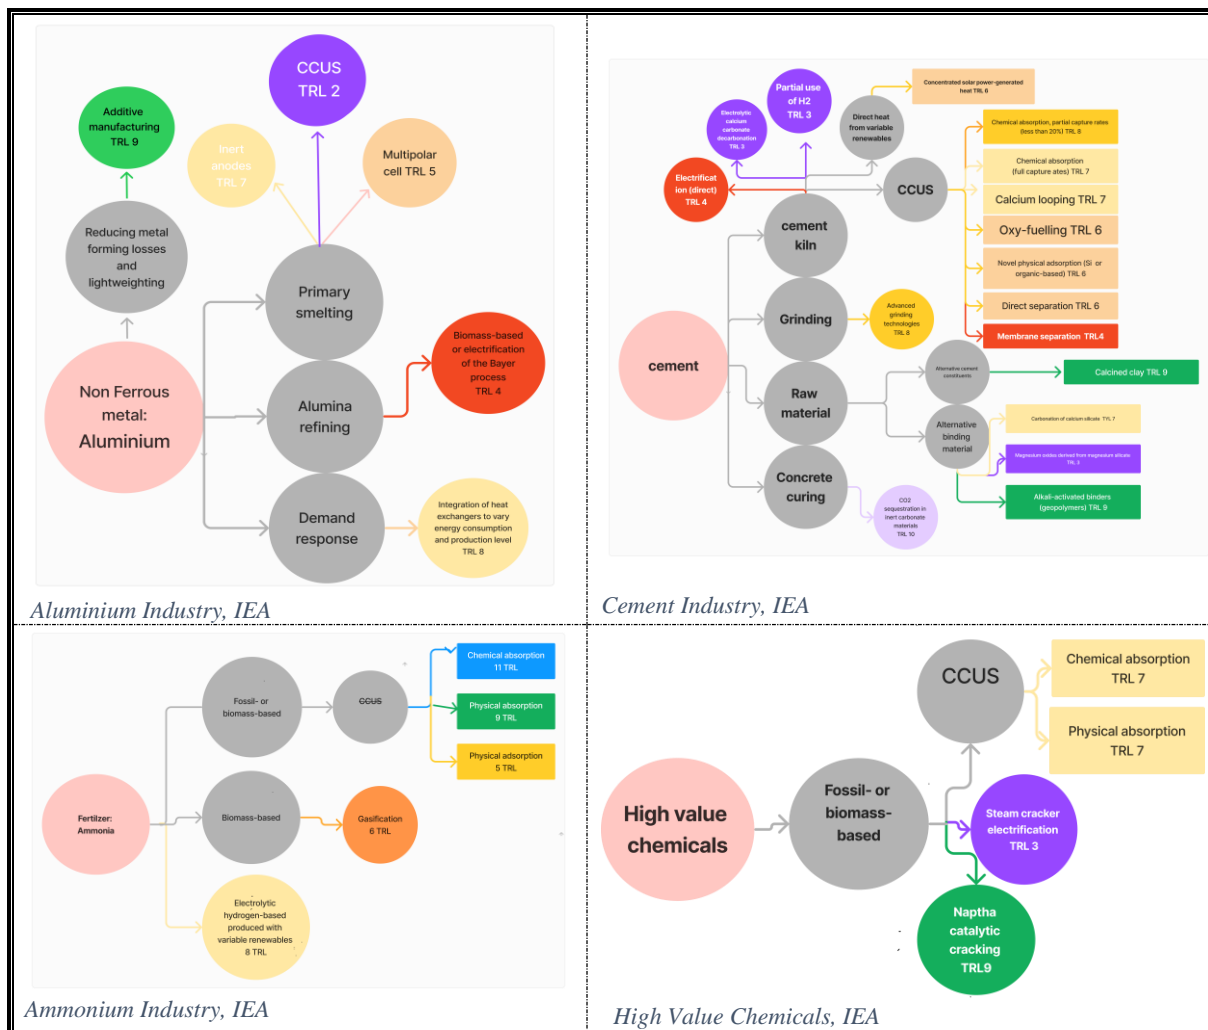 CCUS
TRL 2
Additive
manufacturing
TRL 9
Inert
anodes
TRL 7
Multipolar
cell TRL 5
Reducing metal
forming losses
and
lightweighting
Primary
smelting
Biomass-based
or electrification
of the Bayer
process
TRL 4
Non Ferrous
metal:
Aluminium
Alumina
refining
Demand
response
Integration of heat
exchangers to vary
energy consumption
and production level
TRL 8
Aluminium Industry, IEA
Concentrated solar power-generated
heat TRL 6
Partial use
of H2
TRL 3
Electrolytic
calcium
carbonate
decarbonation
TRL 3
Direct heat
from variable
renewables
Chemical absorption, partial capture rates
(less than 20%) TRL 8
Chemical absorption
(full capture ates) TRL 7
Electrificat
ion (direct)
TRL 4
CCUS
Calcium looping TRL 7
cement
kiln
Oxy-fuelling TRL 6
Novel physical adsorption (Si or
organic-based) TRL 6
Direct separation TRL 6
Grinding
Advanced
grinding
technologies
TRL 8
Membrane separation TRL4
cement
Alternative cement
constituents
Calcined clay TRL 9
Raw
material
Carbonation of calcium silicate TYL 7
Alternative
binding
material
Magnesium oxides derived from magnesium silicate
TRL 3
Concrete
curing
Alkali-activated binders
(geopolymers) TRL 9
CO2
sequestration in
inert carbonate
materials
TRL 10
Cement Industry, IEA
Chemical absorption
11 TRL
Fossil- or
biomass-based
CCUS
Physical absorption
9 TRL
Physical adsorption
5 TRL
Fertilzer:
Ammonia
Biomass-based
Gasification
6 TRL
Electrolytic
hydrogen-based
produced with
variable renewables
8 TRL
Ammonium Industry, IEA
CCUS
Chemical absorption
TRL 7
Physical absorption
TRL 7
High value
chemicals
Fossil- or
biomass-
based
Steam cracker
electrification
TRL 3
Naptha
catalytic
cracking
TRL9
High Value Chemicals, IEA